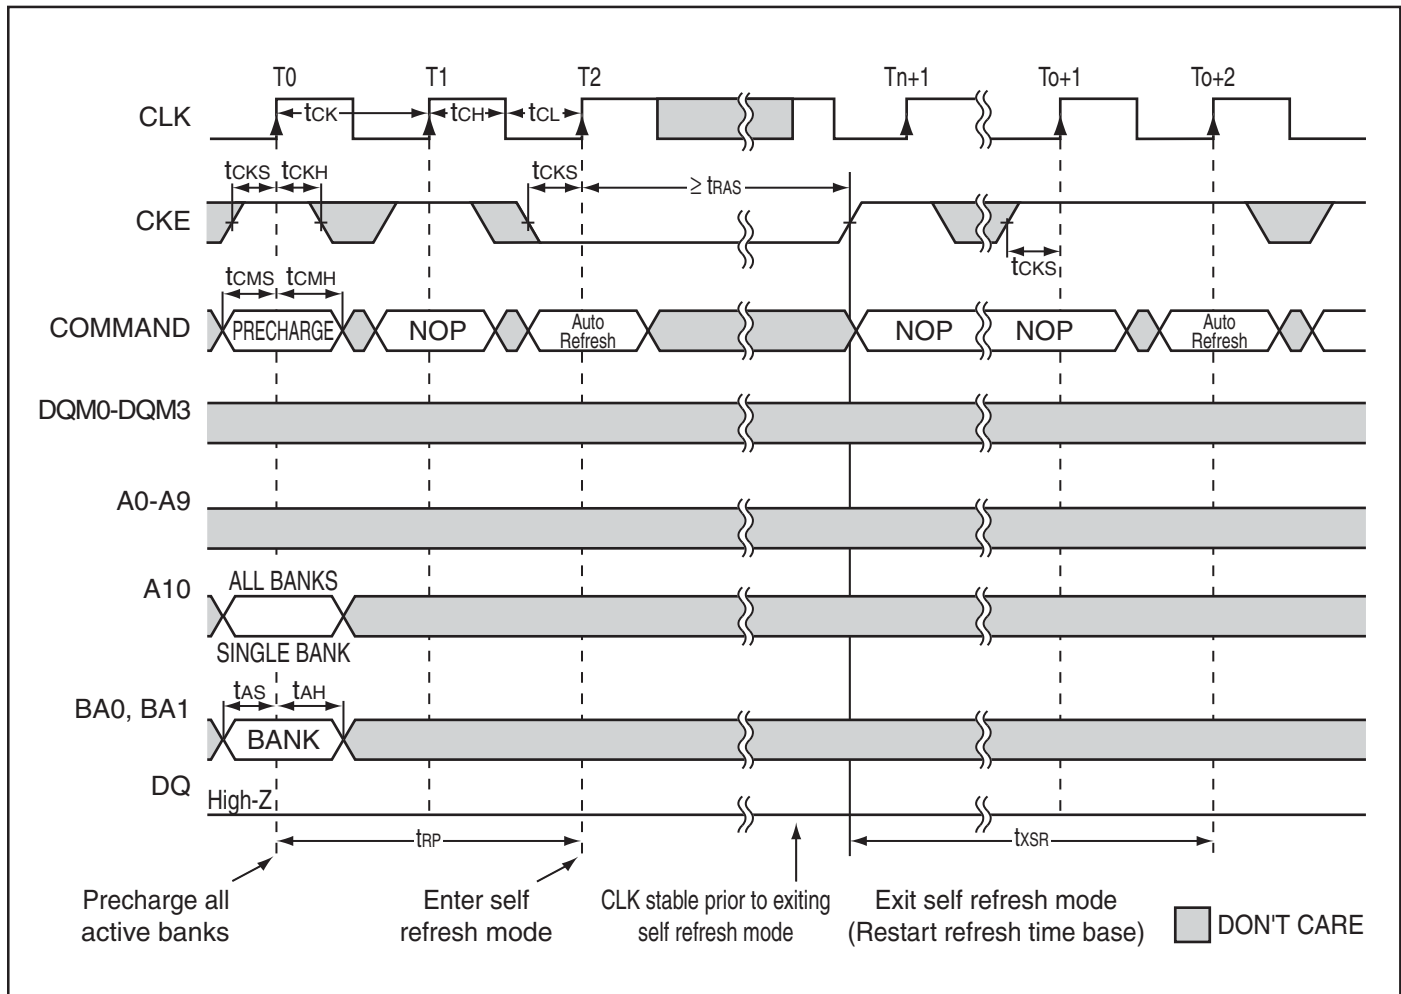 T0 T1 T2 Tn+1 To+1 To+2
CLK
tCK tCH tCL
tCKS tCKH tCKS ≥ tRAS
CKE
tCKS
tCMS tCMH
COMMAND PRECHARGE NOP Auto Refresh NOP NOP Auto Refresh
DQM0-DQM3
A0-A9
A10 ALL BANKS
SINGLE BANK
tAS tAH
BA0, BA1
BANK
DQ
High-Z
tRP tXSR
Precharge all
active banks
Enter self
refresh mode
CLK stable prior to exiting
self refresh mode
Exit self refresh mode
(Restart refresh time base)
DON'T CARE